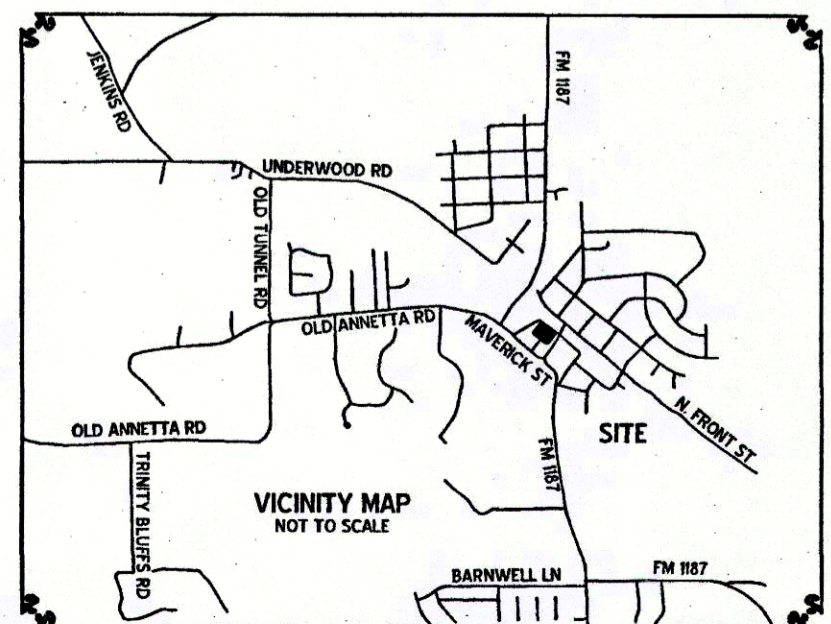 JENKINS RD
FM 1187
UNDERWOOD RD
OLD TUNNEL RD
OLD ANNETTA RD
MAVERICK ST
N. FRONT ST
SITE
OLD ANNETTA RD
FM 1187
TRINITY BLUFFS RD
VICINITY MAP
NOT TO SCALE
BARNWELL LN
FM 1187